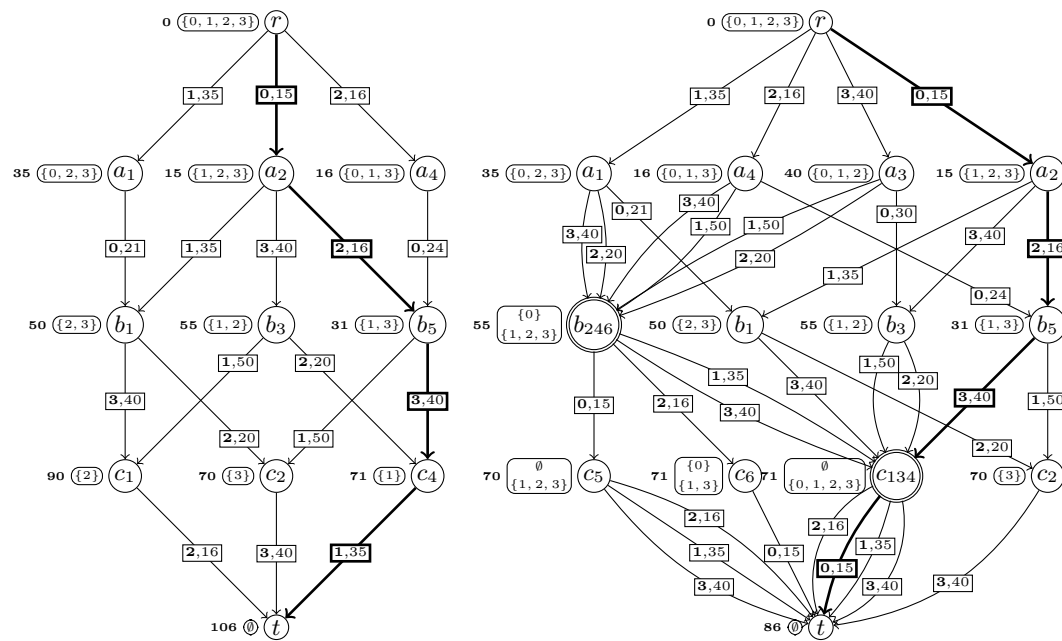 0 {0, 1, 2, 3} r 0 {0, 1, 2, 3} r
1,35 0,15 2,16 1,35 2,16 3,40 0,15
35 {0, 2, 3} a1 15 {1, 2, 3} a2 16 {0, 1, 3} a4 35 {0, 2, 3} a1 16 {0, 1, 3} a4 40 {0, 1, 2} a3 15 {1, 2, 3} a2
0,21 3,40 1,50 0,30
0,21 1,35 3,40 2,16 0,24 3,40 2,20 1,50 2,20 3,40 2,16
1,35 0,24
50 {2, 3} b1 55 {1, 2} b3 31 {1, 3} b5 55 {0} {1, 2, 3} b246 50 {2, 3} b1 55 {1, 2} b3 31 {1, 3} b5
1,50 2,20 1,35 1,50 2,20
3,40 3,40 0,15 2,16 3,40 3,40 3,40 1,50
2,20 1,50 2,20
90 {2} c1 70 {3} c2 71 {1} c4 70 ∅ {1, 2, 3} c5 71 {0} {1, 3} c6 71 ∅ {0, 1, 2, 3} c134 70 {3} c2
2,16 2,16 1,35
2,16 3,40 1,35 1,35 0,15 0,15
3,40 3,40 3,40
106 ∅ t 86 ∅ t